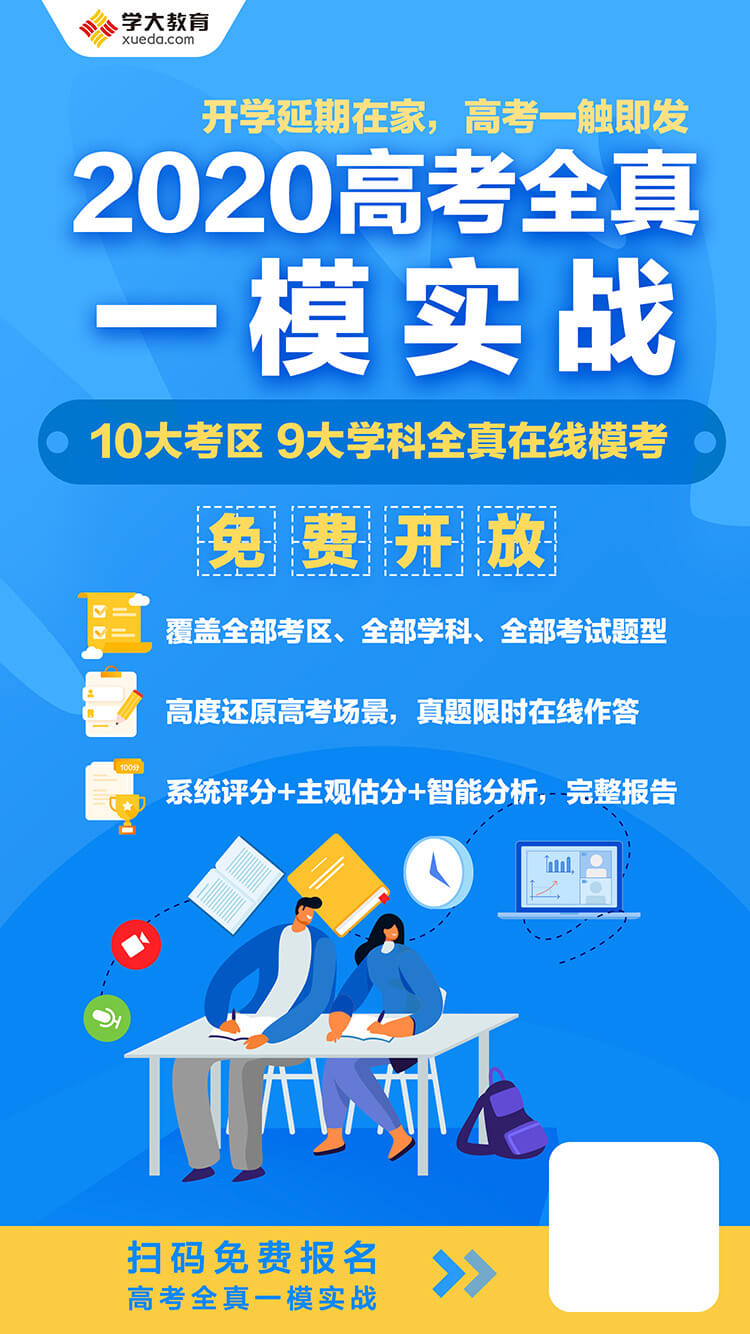 学大教育
xueda.com
开学延期在家，高考一触即发
2020高考全真
一模实战
10大考区 9大学科全真在线模考
免费开放
覆盖全部考区、全部学科、全部考试题型
高度还原高考场景，真题限时在线作答
100分
系统评分+主观估分+智能分析，完整报告
扫码免费报名
高考全真一模实战